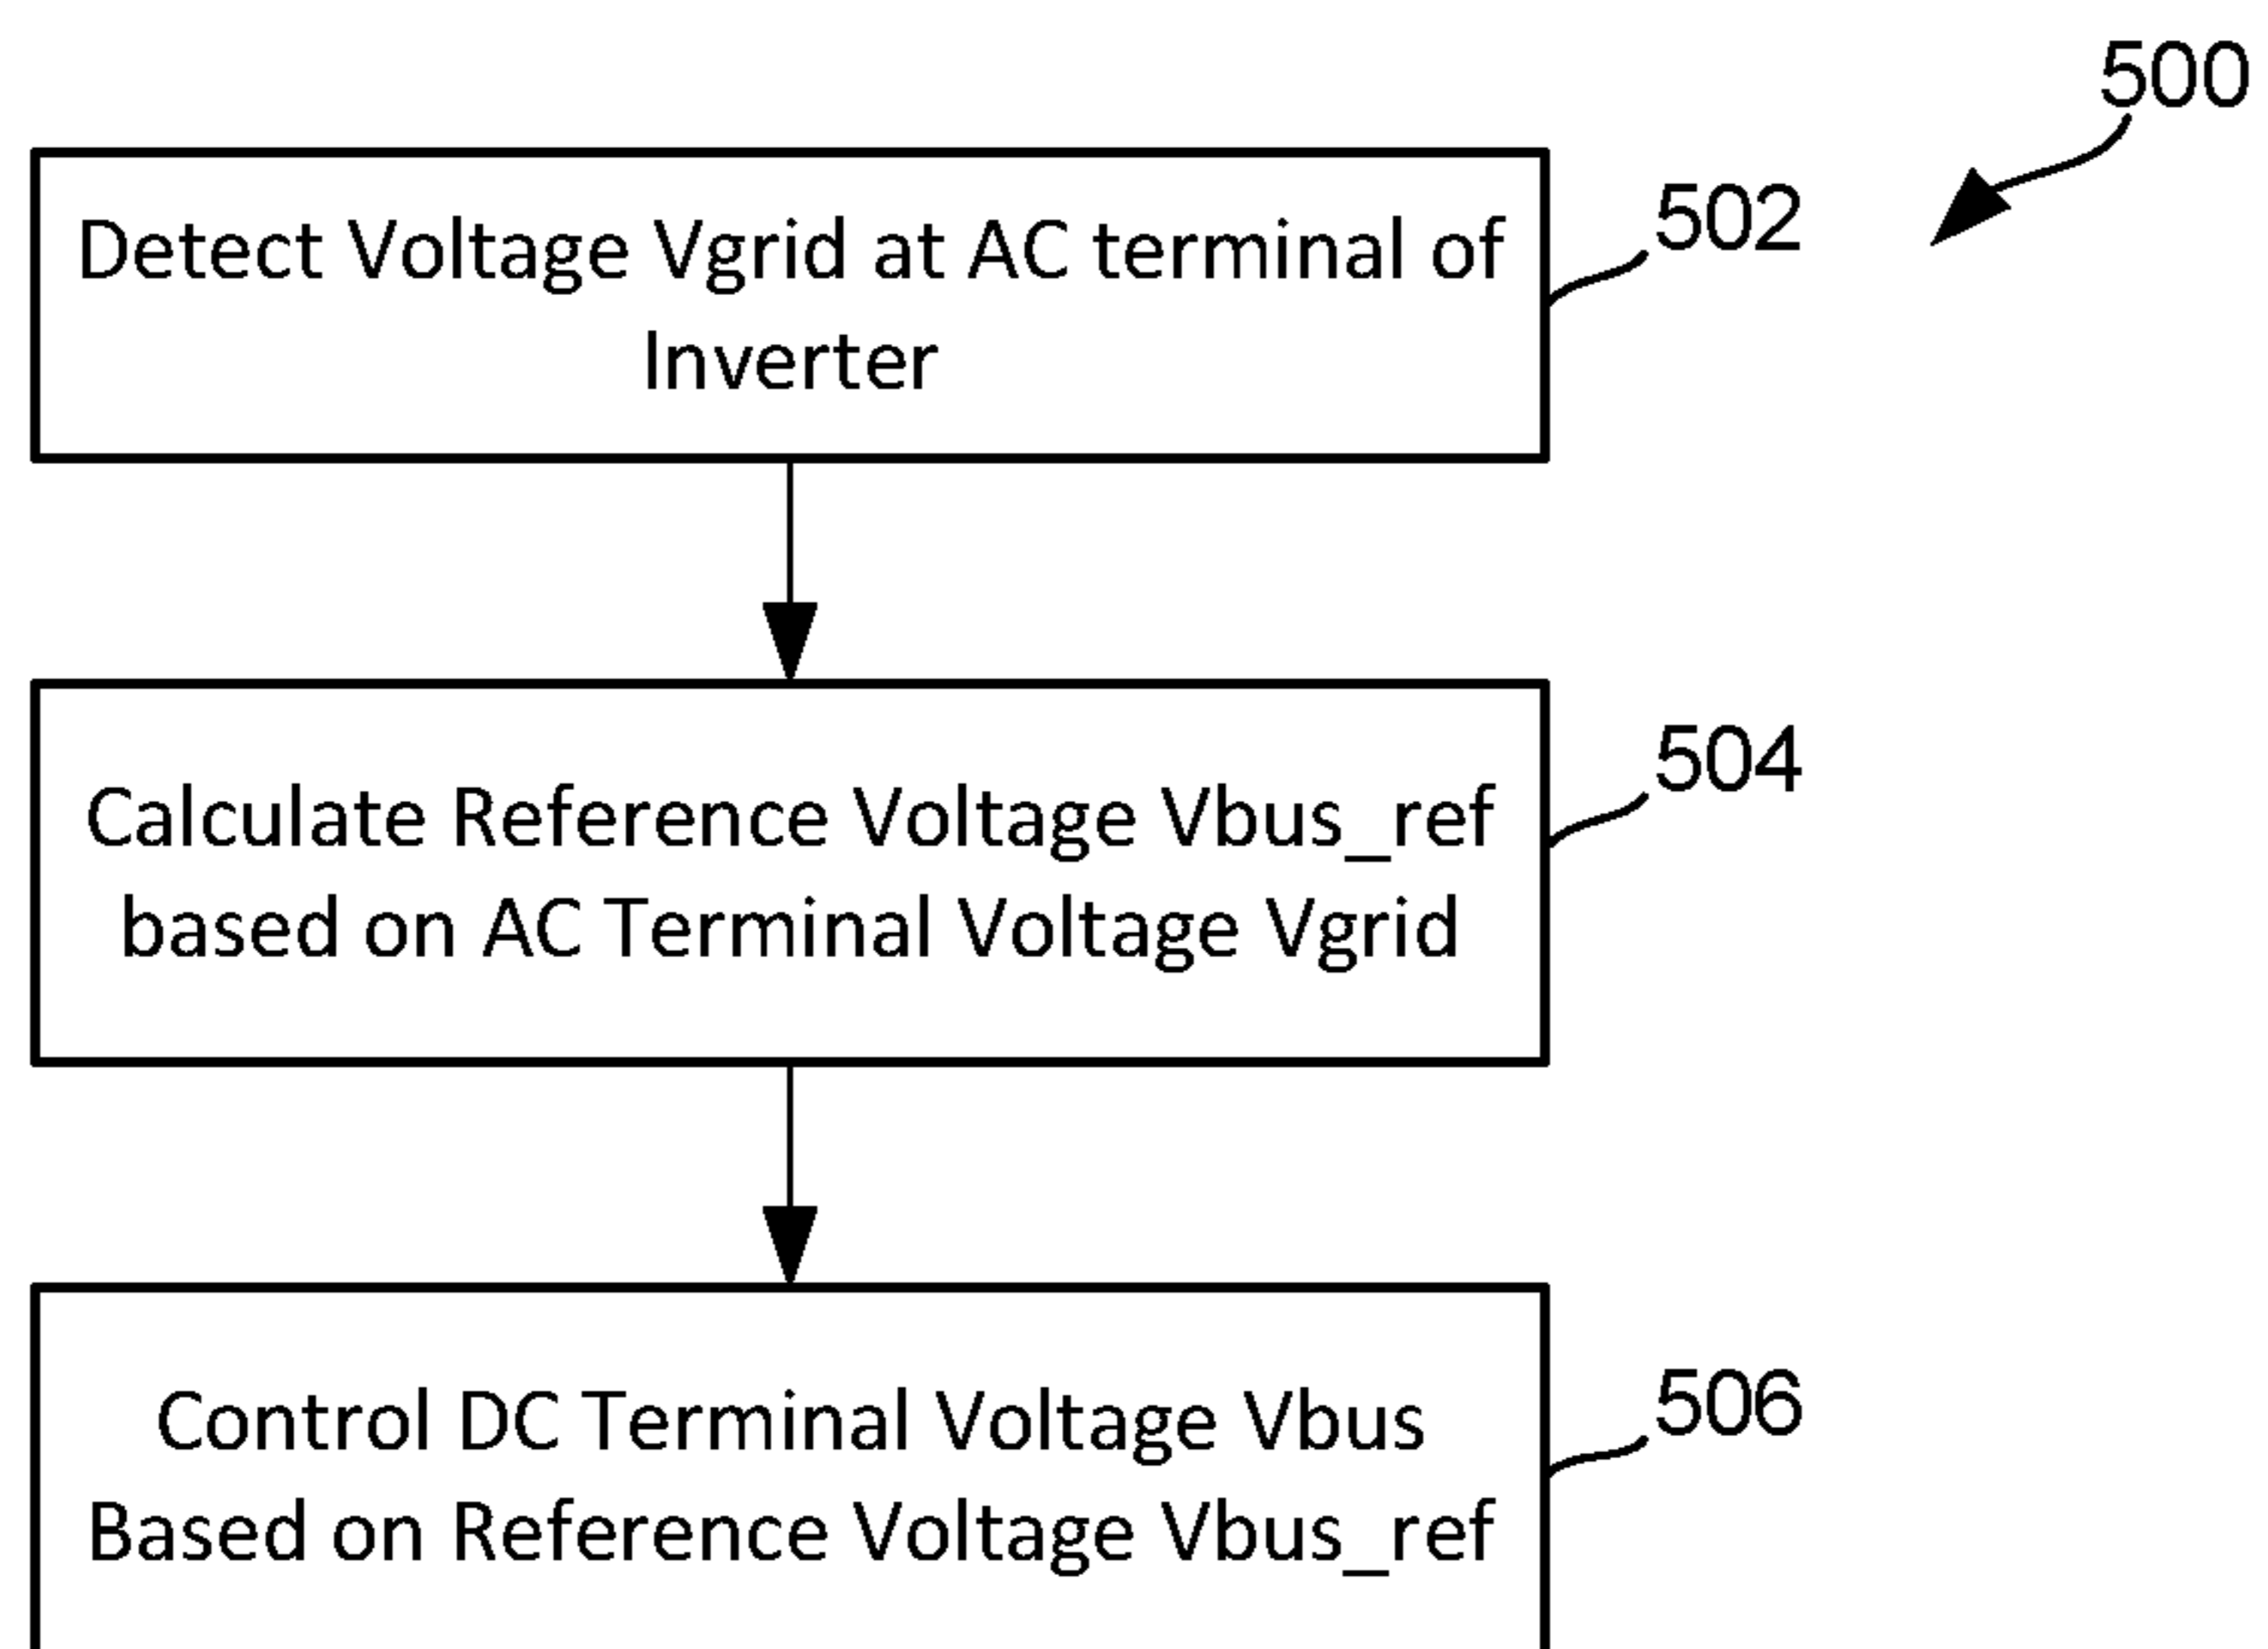 500
Detect Voltage Vgrid at AC terminal of
Inverter
502
Calculate Reference Voltage Vbus_ref
based on AC Terminal Voltage Vgrid
504
Control DC Terminal Voltage Vbus
Based on Reference Voltage Vbus_ref
506